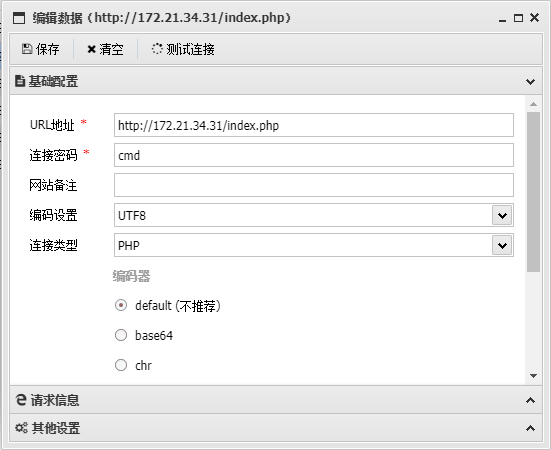 编辑数据 (http://172.21.34.31/index.php)
保存 清空 测试连接
基础配置
URL地址 * http://172.21.34.31/index.php
连接密码 * cmd
网站备注
编码设置 UTF8
连接类型 PHP
编码器
default (不推荐)
base64
chr
请求信息
其他设置